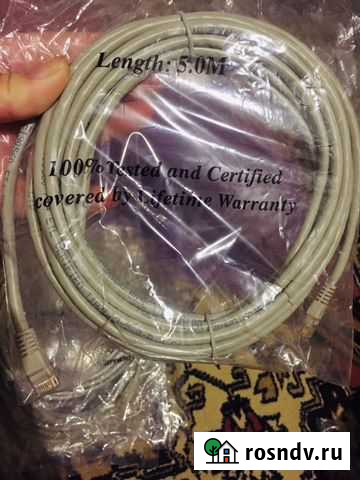 Length: 5.0M
100% Tested and Certified
covered by Lifetime Warranty
rosndv.ru